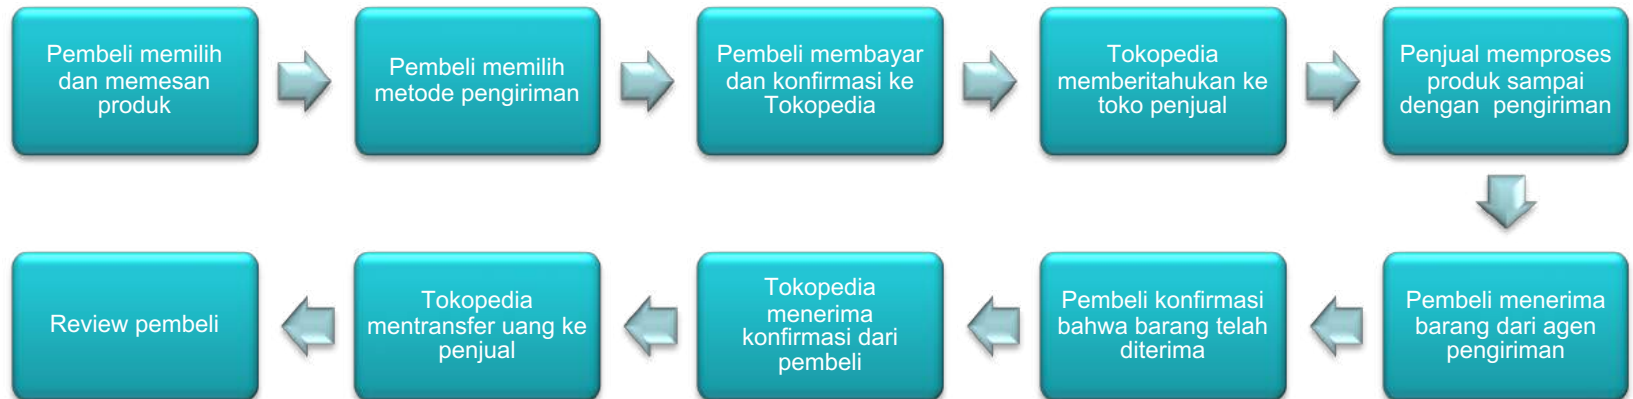 Pembeli memilih
dan memesan
produk
Pembeli memilih
metode pengiriman
Pembeli membayar
dan konfirmasi ke
Tokopedia
Tokopedia
memberitahukan ke
toko penjual
Penjual memproses
produk sampai
dengan pengiriman
Pembeli menerima
barang dari agen
pengiriman
Pembeli konfirmasi
bahwa barang telah
diterima
Tokopedia
menerima
konfirmasi dari
pembeli
Tokopedia
mentransfer uang ke
penjual
Review pembeli